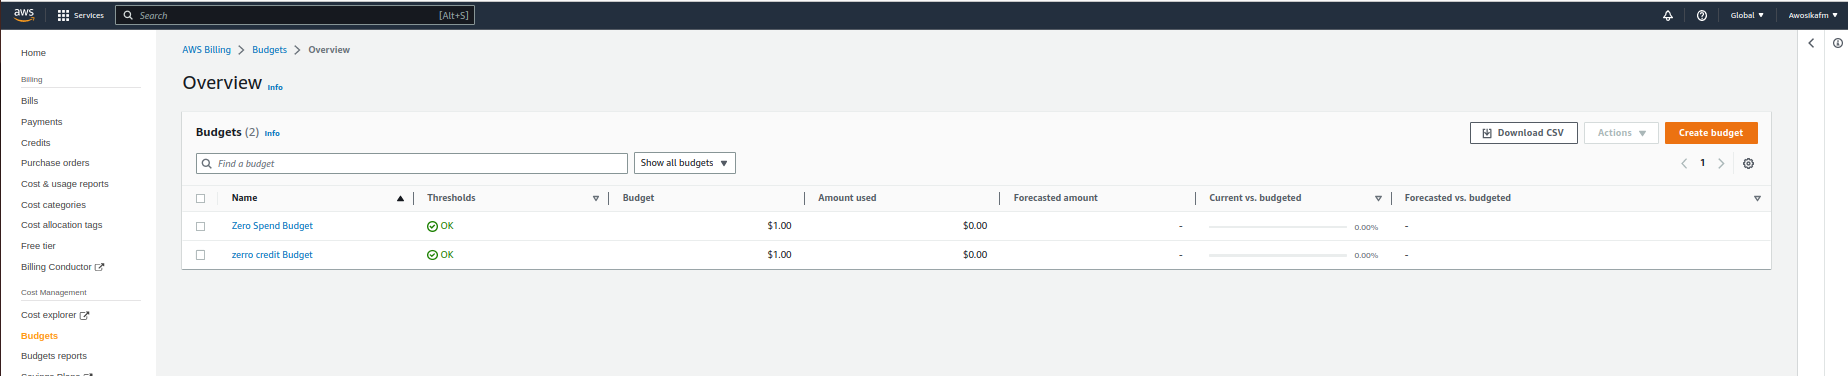 aws Services Search [Alt+S] Global Awosikafm
Home
Billing
Bills
Payments
Credits
Purchase orders
Cost & usage reports
Cost categories
Cost allocation tags
Free tier
Billing Conductor
Cost Management
Cost explorer
Budgets
Budgets reports
Savings Plans
AWS Billing Budgets Overview
Overview Info
Budgets (2) Info Download CSV Actions Create budget
Find a budget Show all budgets 1
Name Thresholds Budget Amount used Forecasted amount Current vs. budgeted Forecasted vs. budgeted
Zero Spend Budget OK $1.00 $0.00 - 0.00% -
zerro credit Budget OK $1.00 $0.00 - 0.00% -